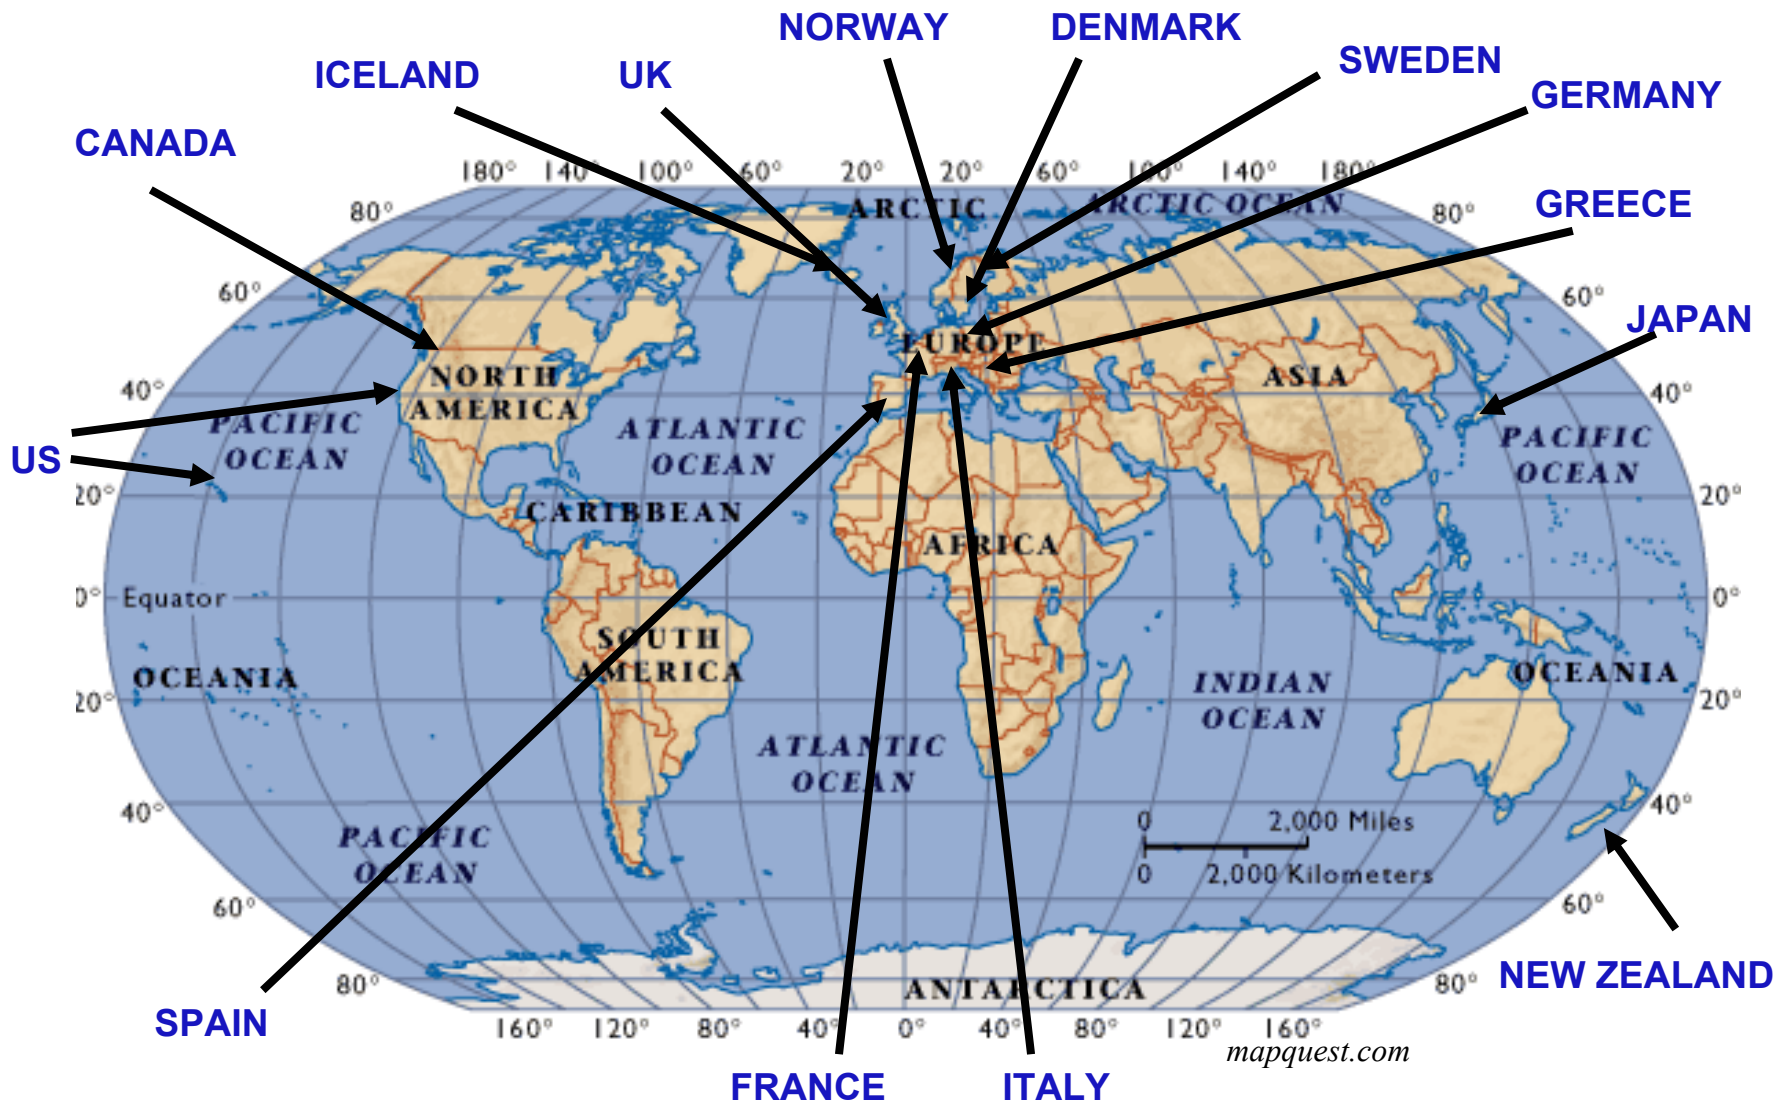 NORWAY
DENMARK
SWEDEN
ICELAND
UK
GERMANY
CANADA
180° 140° 100° 60° 20° 20° 60° 100° 140° 180°
GREECE
80°
ARCTIC
ARCTIC OCEAN
80°
60°
60°
JAPAN
EUROPE
NORTH
AMERICA
ASIA
40°
40°
PACIFIC
OCEAN
ATLANTIC
OCEAN
PACIFIC
OCEAN
US
20°
20°
CARIBBEAN
AFRICA
0°
Equator
0°
SOUTH
AMERICA
OCEANIA
INDIAN
OCEAN
OCEANIA
20°
20°
ATLANTIC
OCEAN
40°
40°
0 2,000 Miles
0 2,000 Kilometers
PACIFIC
OCEAN
60°
60°
80°
ANTARCTICA
80°
NEW ZEALAND
SPAIN
160° 120° 80° 40° 0° 40° 80° 120° 160°
mapquest.com
FRANCE
ITALY